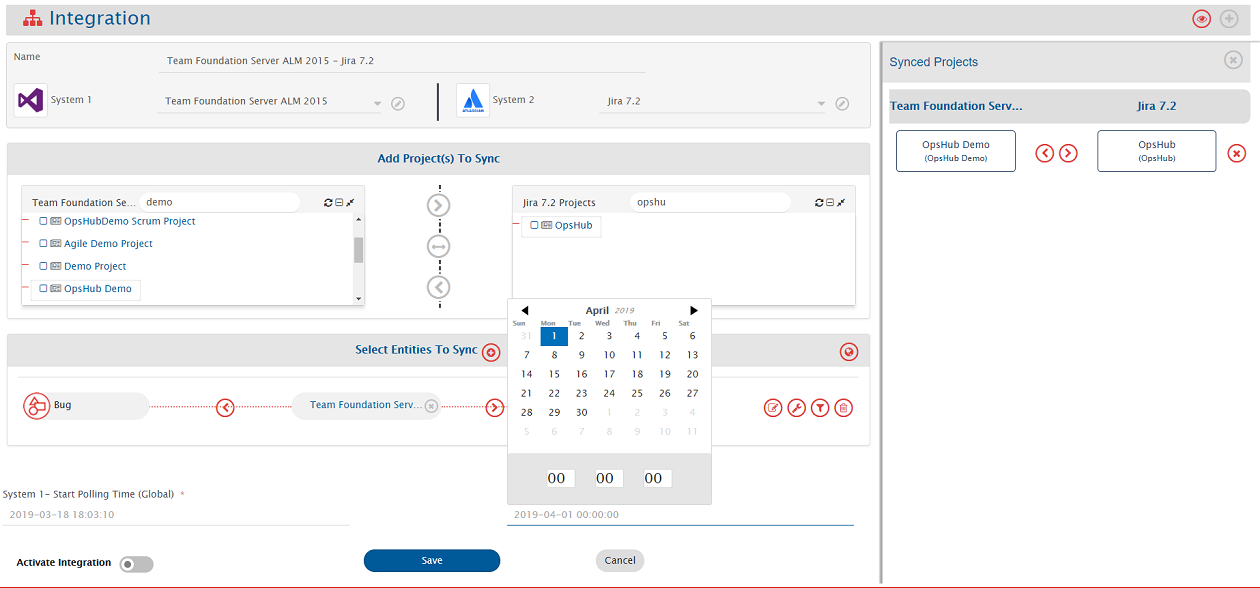 Integration
Name
Team Foundation Server ALM 2015 – Jira 7.2
System 1
Team Foundation Server ALM 2015
ATLASSIAN
System 2
Jira 7.2
Add Project(s) To Sync
Team Foundation Se...
demo
OpsHubDemo Scrum Project
Agile Demo Project
Demo Project
OpsHub Demo
Jira 7.2 Projects
opshu
OpsHub
April 2019
Sun Mon Tue Wed Thu Fri Sat
31 1 2 3 4 5 6
7 8 9 10 11 12 13
14 15 16 17 18 19 20
21 22 23 24 25 26 27
28 29 30 1 2 3 4
5 6 7 8 9 10 11
00 00 00
Select Entities To Sync
Bug
Team Foundation Serv...
System 1– Start Polling Time (Global) *
2019-03-18 18:03:10
2019-04-01 00:00:00
Activate Integration
Save
Cancel
Synced Projects
Team Foundation Serv...
Jira 7.2
OpsHub Demo
(OpsHub Demo)
OpsHub
(OpsHub)